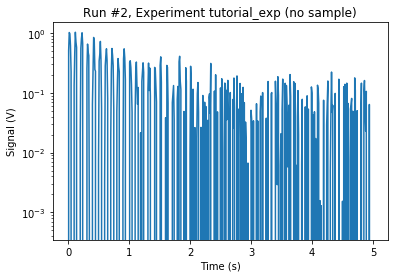 Run #2, Experiment tutorial_exp (no sample)
Signal (V)
10⁰
10⁻¹
10⁻²
10⁻³
0 1 2 3 4 5
Time (s)